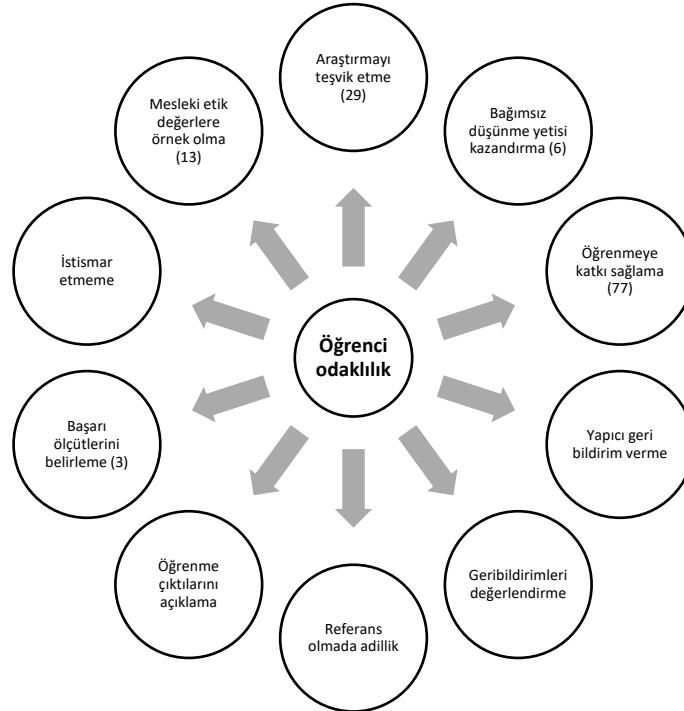 Araştırmayı
teşvik etme
(29)
Bağımsız
düşünme yetisi
kazandırma (6)
Öğrenmeye
katkı sağlama
(77)
Yapıcı geri
bildirim verme
Geribildirimleri
değerlendirme
Referans
olmada adillik
Öğrenme
çıktılarını
açıklama
Başarı
ölçütlerini
belirleme (3)
İstismar
etmeme
Mesleki etik
değerlere
örnek olma
(13)
Öğrenci
odaklılık